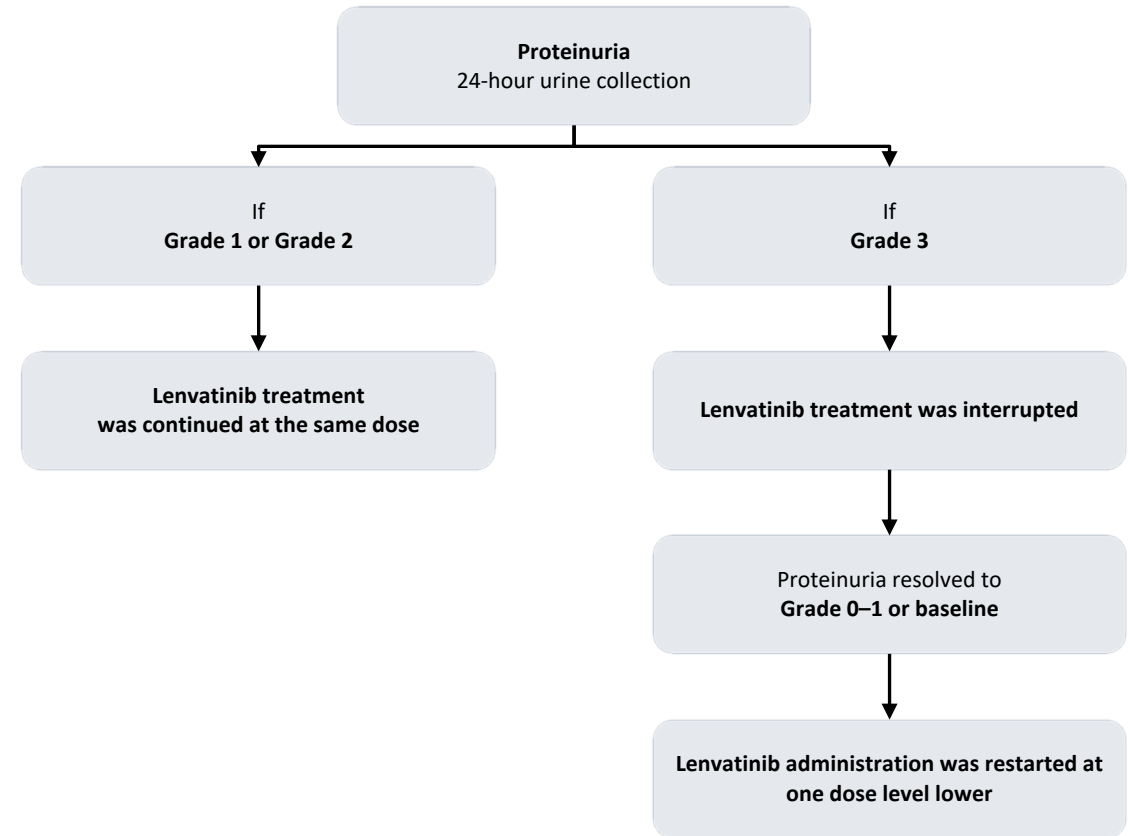 Proteinuria
24-hour urine collection
If
Grade 1 or Grade 2
If
Grade 3
Lenvatinib treatment
was continued at the same dose
Lenvatinib treatment was interrupted
Proteinuria resolved to
Grade 0–1 or baseline
Lenvatinib administration was restarted at
one dose level lower